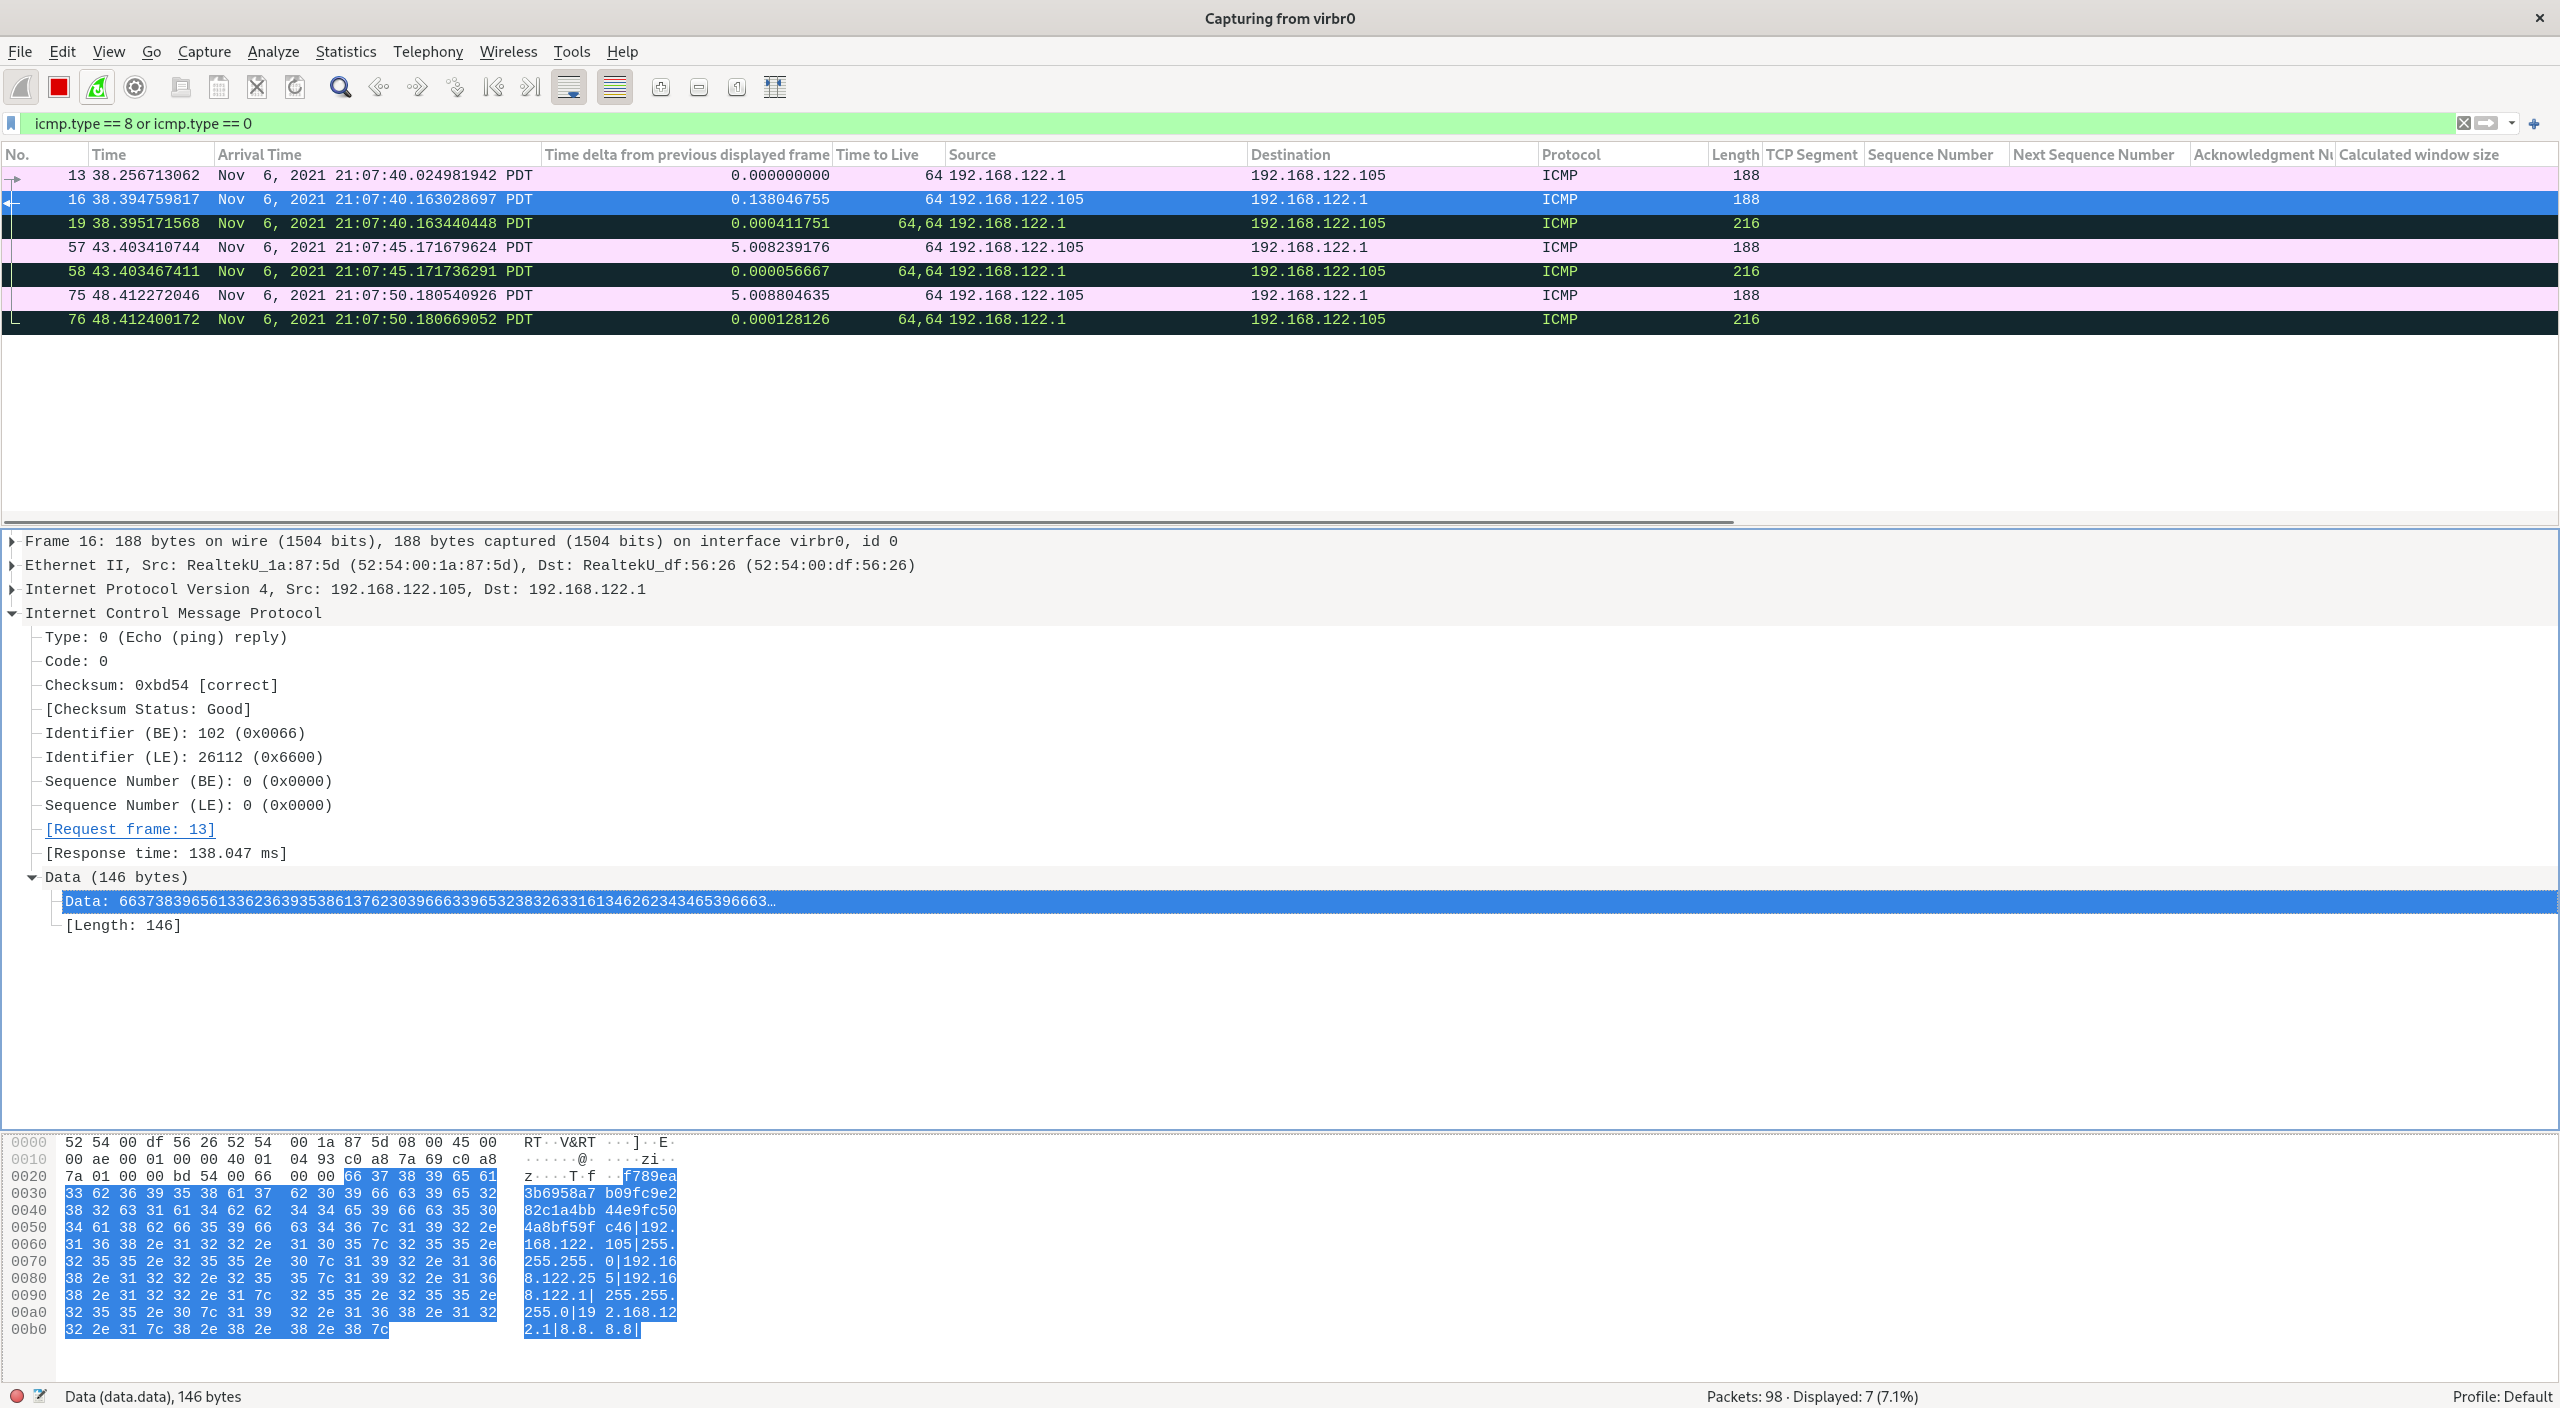 Capturing from virbr0
File Edit View Go Capture Analyze Statistics Telephony Wireless Tools Help
icmp.type == 8 or icmp.type == 0
No. Time Arrival Time Time delta from previous displayed frame Time to Live Source Destination Protocol Length TCP Segment Sequence Number Next Sequence Number Acknowledgment Nu Calculated window size
13 38.256713062 Nov 6, 2021 21:07:40.024981942 PDT 0.000000000 64 192.168.122.1 192.168.122.105 ICMP 188
16 38.394759817 Nov 6, 2021 21:07:40.163028697 PDT 0.138046755 64 192.168.122.105 192.168.122.1 ICMP 188
19 38.395171568 Nov 6, 2021 21:07:40.163440448 PDT 0.000411751 64,64 192.168.122.1 192.168.122.105 ICMP 216
57 43.403410744 Nov 6, 2021 21:07:45.171679624 PDT 5.008239176 64 192.168.122.105 192.168.122.1 ICMP 188
58 43.403467411 Nov 6, 2021 21:07:45.171736291 PDT 0.000056667 64,64 192.168.122.1 192.168.122.105 ICMP 216
75 48.412272046 Nov 6, 2021 21:07:50.180540926 PDT 5.008804635 64 192.168.122.105 192.168.122.1 ICMP 188
76 48.412400172 Nov 6, 2021 21:07:50.180669052 PDT 0.000128126 64,64 192.168.122.1 192.168.122.105 ICMP 216
Frame 16: 188 bytes on wire (1504 bits), 188 bytes captured (1504 bits) on interface virbr0, id 0
Ethernet II, Src: RealtekU_1a:87:5d (52:54:00:1a:87:5d), Dst: RealtekU_df:56:26 (52:54:00:df:56:26)
Internet Protocol Version 4, Src: 192.168.122.105, Dst: 192.168.122.1
Internet Control Message Protocol
Type: 0 (Echo (ping) reply)
Code: 0
Checksum: 0xbd54 [correct]
[Checksum Status: Good]
Identifier (BE): 102 (0x0066)
Identifier (LE): 26112 (0x6600)
Sequence Number (BE): 0 (0x0000)
Sequence Number (LE): 0 (0x0000)
[Request frame: 13]
[Response time: 138.047 ms]
Data (146 bytes)
Data: 663738396561336236393538613762303966633965323832633161346262343465396663…
[Length: 146]
0000 52 54 00 df 56 26 52 54 00 1a 87 5d 08 00 45 00 RT··V&RT ···]··E·
0010 00 ae 00 01 00 00 40 01 04 93 c0 a8 7a 69 c0 a8 ······@· ····zi··
0020 7a 01 00 00 bd 54 00 66 00 00 66 37 38 39 65 61 z····T·f ··f789ea
0030 33 62 36 39 35 38 61 37 62 30 39 66 63 39 65 32 3b6958a7 b09fc9e2
0040 38 32 63 31 61 34 62 62 34 34 65 39 66 63 35 30 82c1a4bb 44e9fc50
0050 34 61 38 62 66 35 39 66 63 34 36 7c 31 39 32 2e 4a8bf59f c46|192.
0060 31 36 38 2e 31 32 32 2e 31 30 35 7c 32 35 35 2e 168.122. 105|255.
0070 32 35 35 2e 32 35 35 2e 30 7c 31 39 32 2e 31 36 255.255. 0|192.16
0080 38 2e 31 32 32 2e 32 35 35 7c 31 39 32 2e 31 36 8.122.25 5|192.16
0090 38 2e 31 32 32 2e 31 7c 32 35 35 2e 32 35 35 2e 8.122.1| 255.255.
00a0 32 35 35 2e 30 7c 31 39 32 2e 31 36 38 2e 31 32 255.0|19 2.168.12
00b0 32 2e 31 7c 38 2e 38 2e 38 2e 38 7c 2.1|8.8. 8.8|
Data (data.data), 146 bytes Packets: 98 · Displayed: 7 (7.1%) Profile: Default